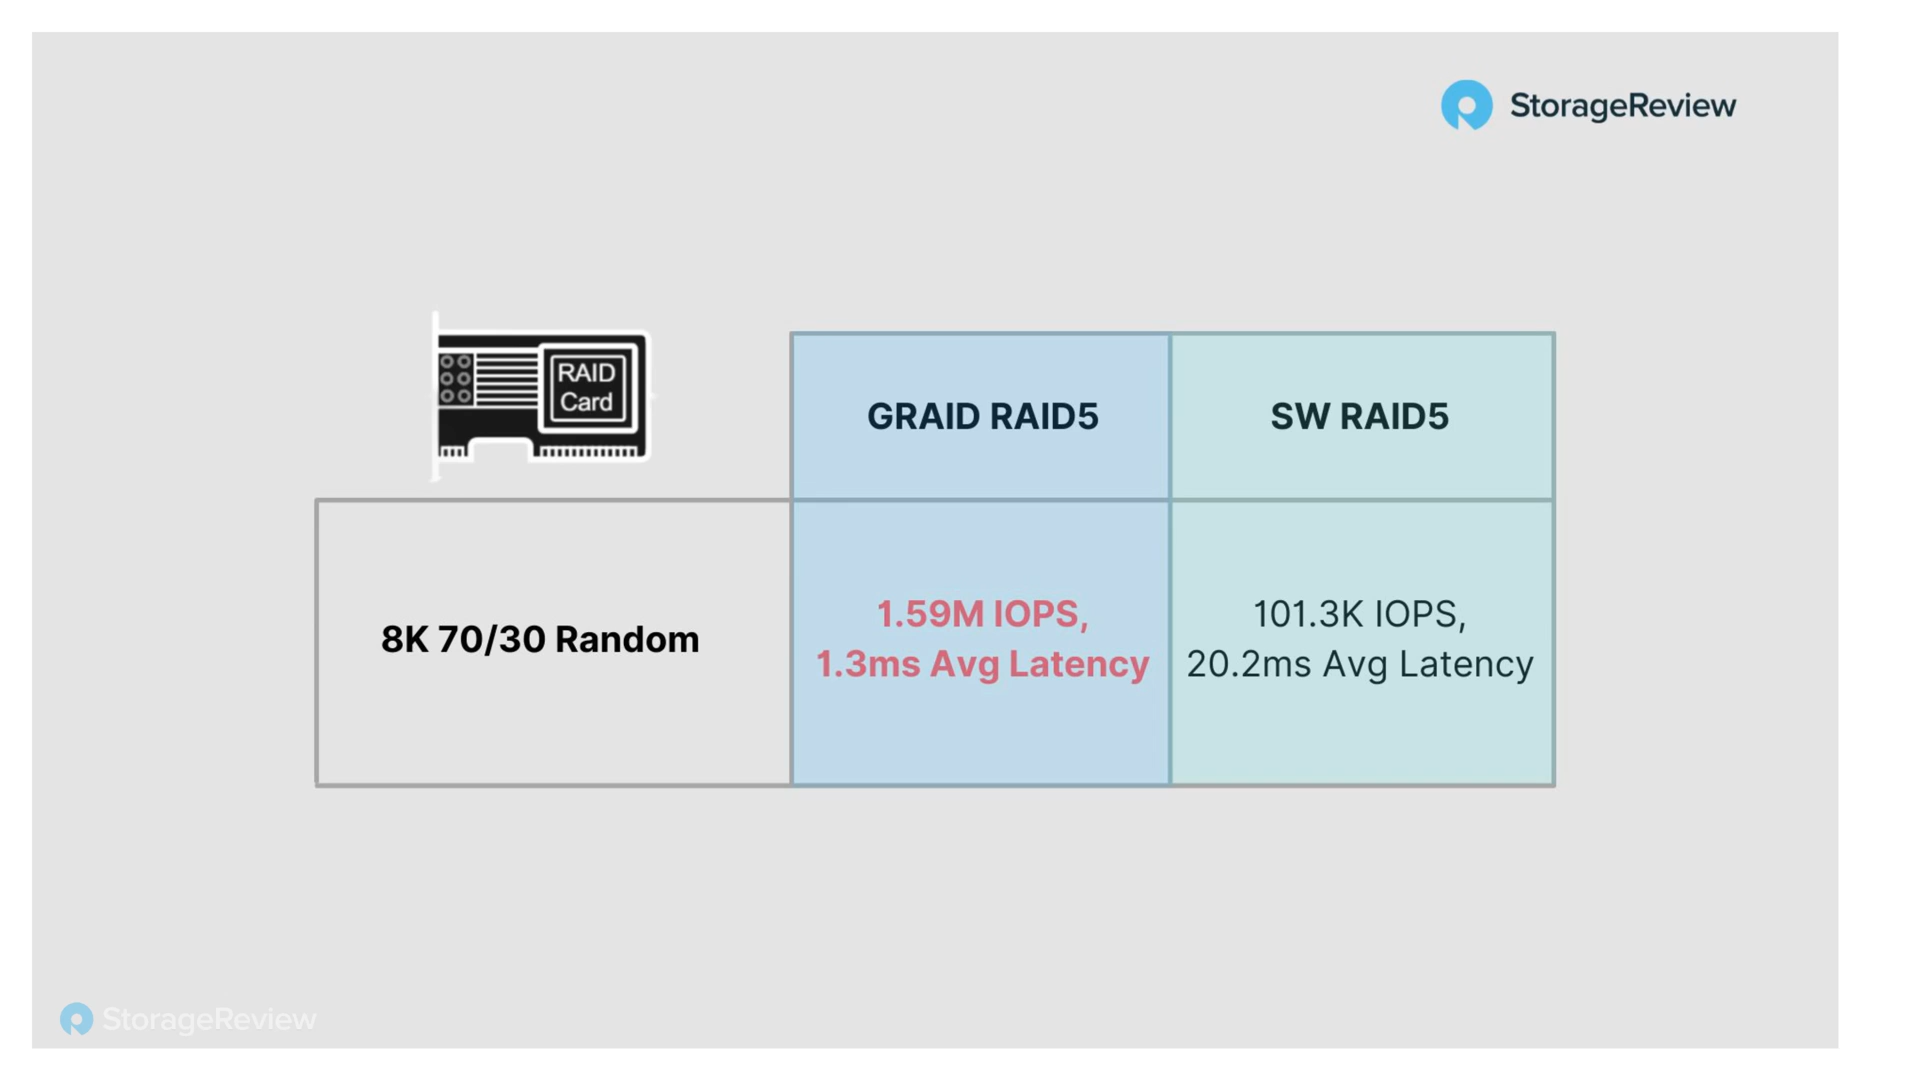 StorageReview
RAID
Card
GRAID RAID5
SW RAID5
8K 70/30 Random
1.59M IOPS,
1.3ms Avg Latency
101.3K IOPS,
20.2ms Avg Latency
StorageReview